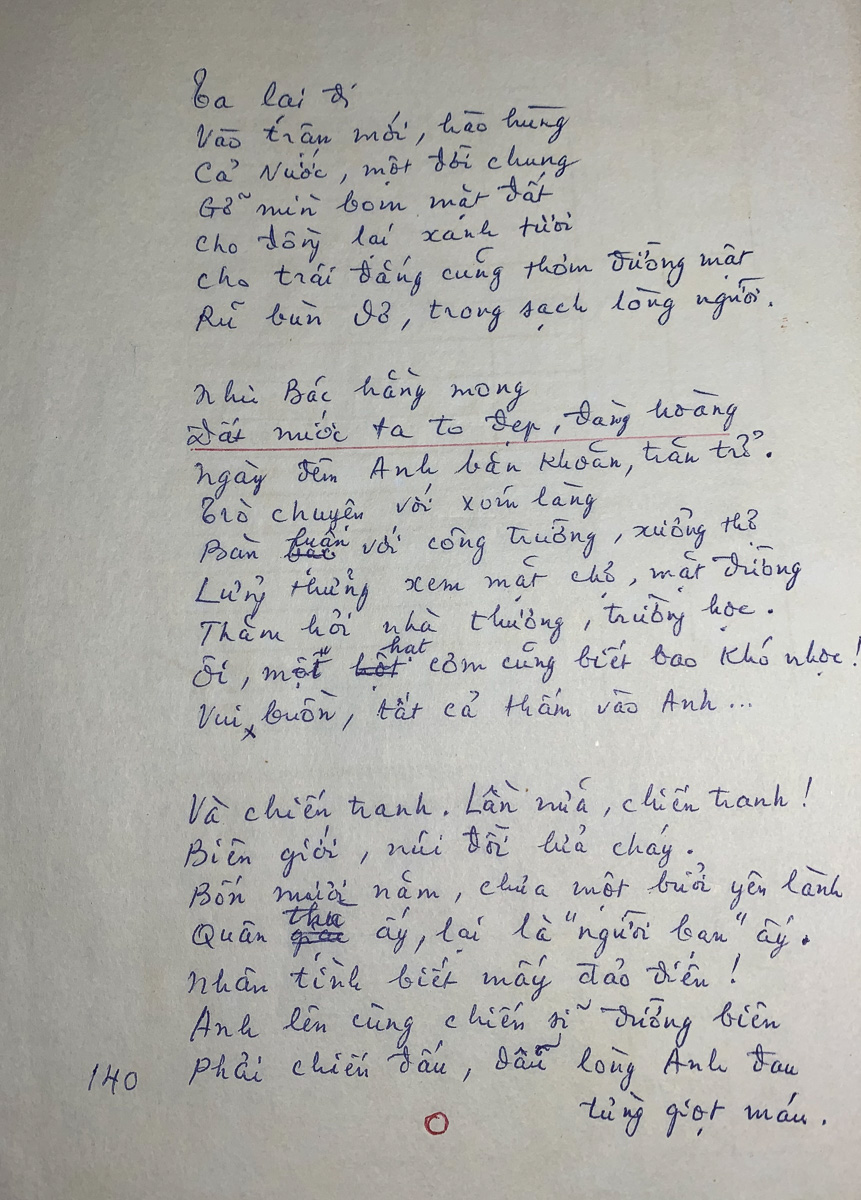 Ta lại đi
Vào trận mới, hào hùng
Cả Nước, một đời chung
Gỡ mìn bom mặt đất
Cho đồng lại xanh tươi
Cho trái đắng cũng thơm đường mật
Rũ bùn dơ, trong sạch lòng người.
Như Bác hằng mong
Đất nước ta to đẹp, đàng hoàng
Ngày đêm Anh băn khoăn, trăn trở.
Trò chuyện với xóm làng
Bàn luận với công trường, xưởng thợ
Lững thững xem mặt chợ, mặt đường
Thăm hỏi nhà thương, trường học.
Ôi, một hạt cơm cũng biết bao khó nhọc!
Vui, buồn, tất cả thấm vào Anh...
Và chiến tranh. Lần nữa, chiến tranh!
Biên giới, núi đồi lửa cháy.
Bốn mươi năm, chưa một buổi yên lành
Quân thù ấy, lại là "người bạn" ấy.
Nhân tình biết mấy đảo điên!
Anh lên cùng chiến sĩ đường biên
Phải chiến đấu, dẫu lòng Anh đau
từng giọt máu.
140